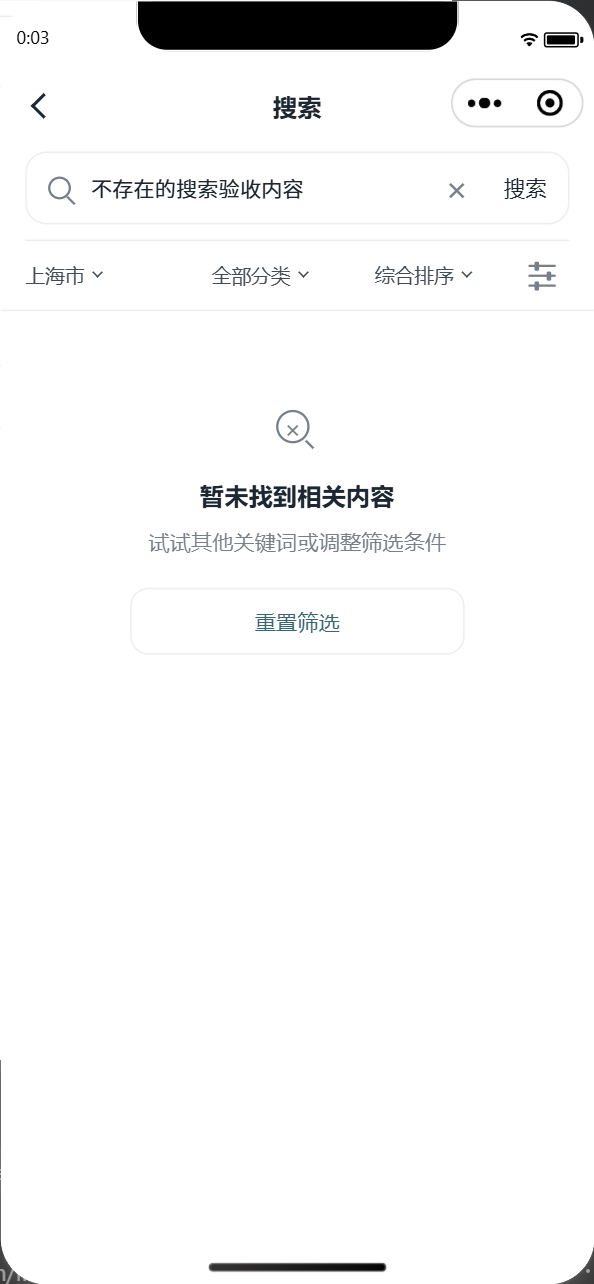 0:03
搜索
不存在的搜索验收内容 搜索
上海市 全部分类 综合排序
暂未找到相关内容
试试其他关键词或调整筛选条件
重置筛选